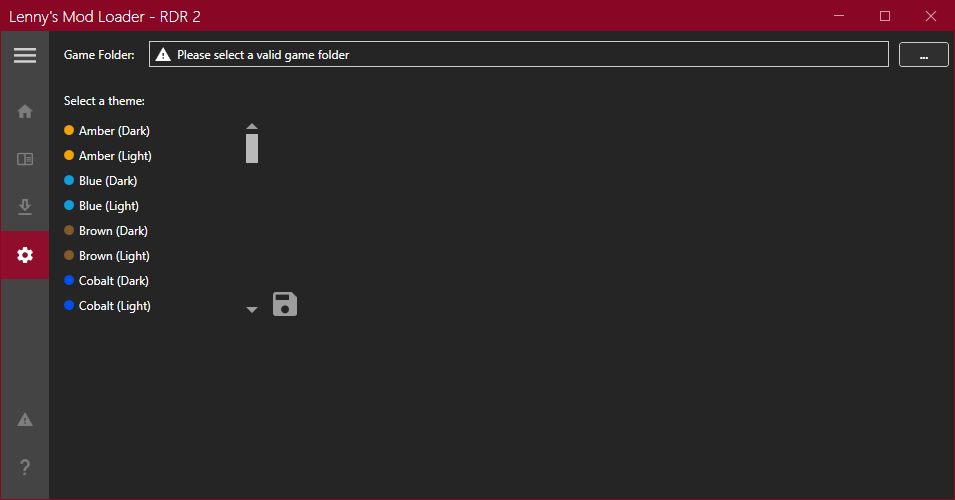 Lenny's Mod Loader - RDR 2
Game Folder:
Please select a valid game folder
...
Select a theme:
Amber (Dark)
Amber (Light)
Blue (Dark)
Blue (Light)
Brown (Dark)
Brown (Light)
Cobalt (Dark)
Cobalt (Light)
?